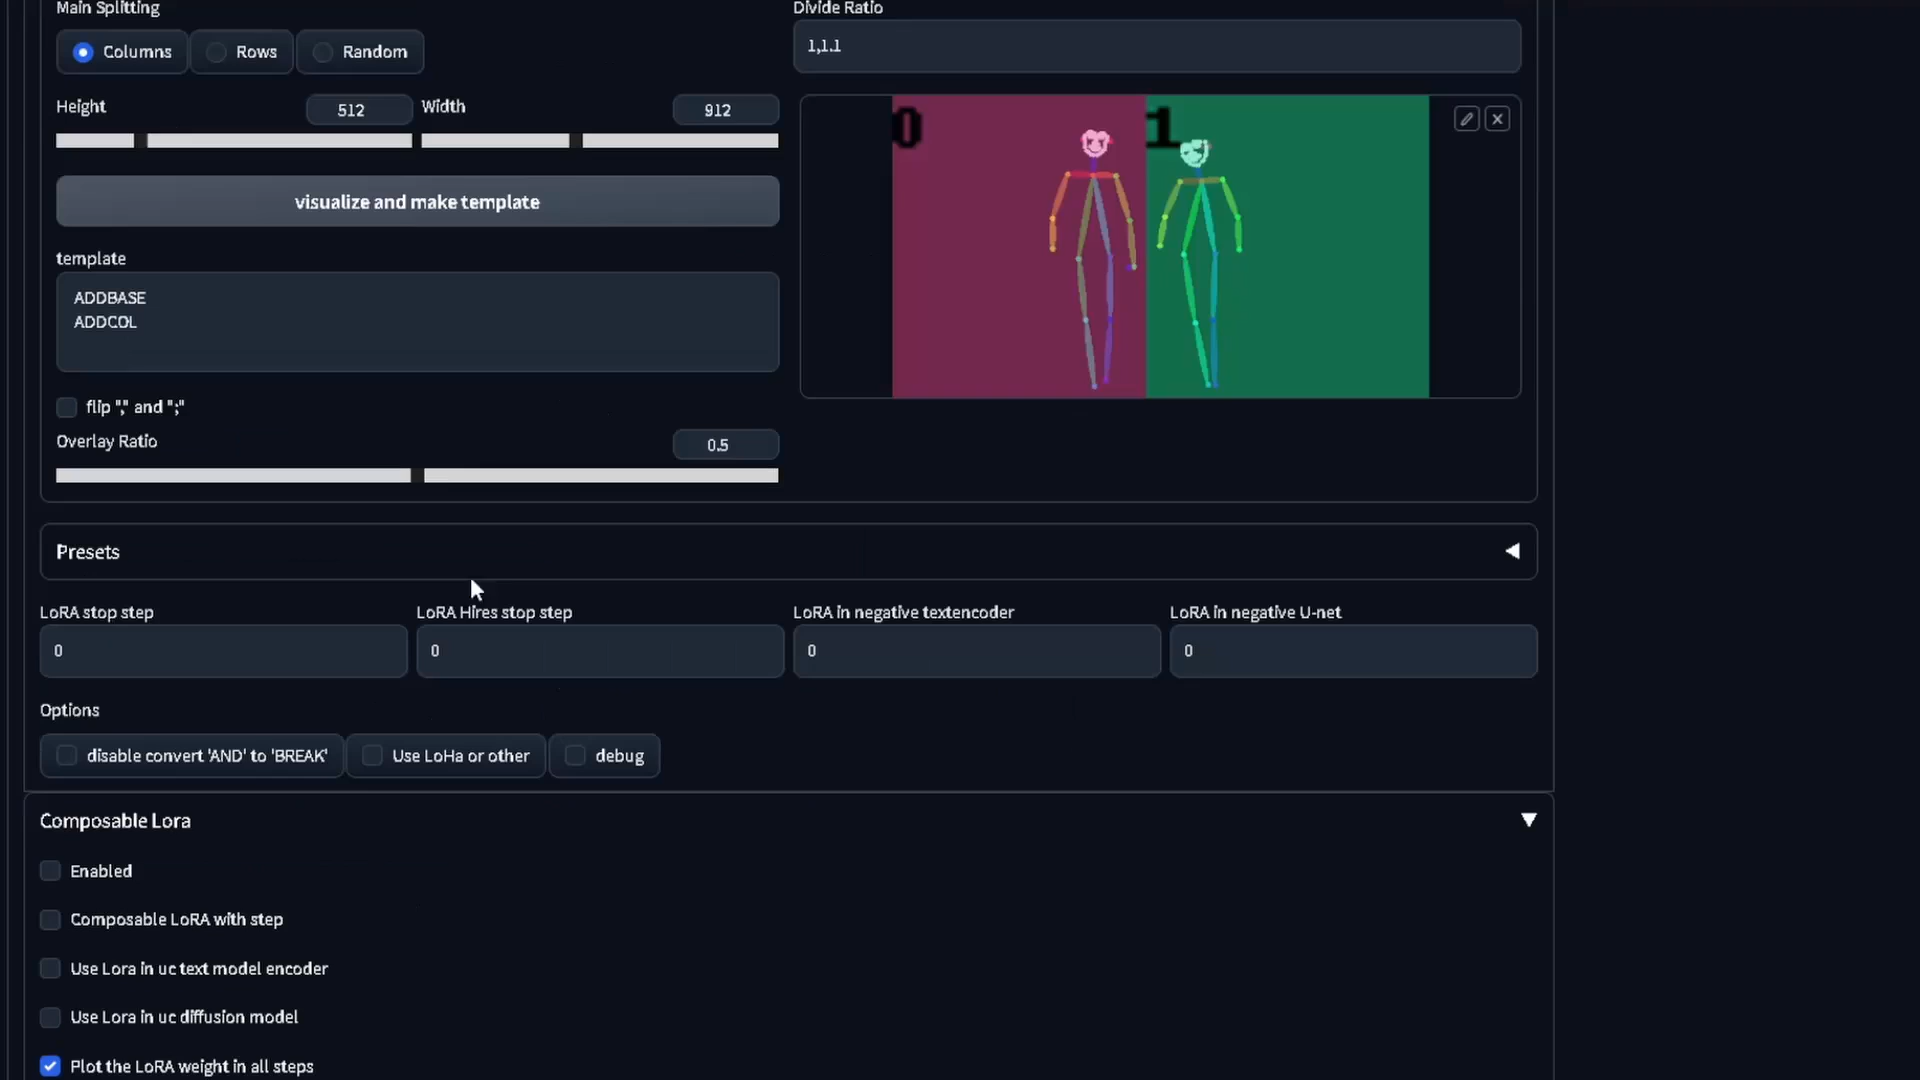 Main Splitting
Divide Ratio
Columns
Rows
Random
1,1.1
Height
512
Width
912
0
1
visualize and make template
template
ADDBASE
ADDCOL
flip "," and ";"
Overlay Ratio
0.5
Presets
LoRA stop step
LoRA Hires stop step
LoRA in negative textencoder
LoRA in negative U-net
0
0
0
0
Options
disable convert 'AND' to 'BREAK'
Use LoHa or other
debug
Composable Lora
Enabled
Composable LoRA with step
Use Lora in uc text model encoder
Use Lora in uc diffusion model
Plot the LoRA weight in all steps